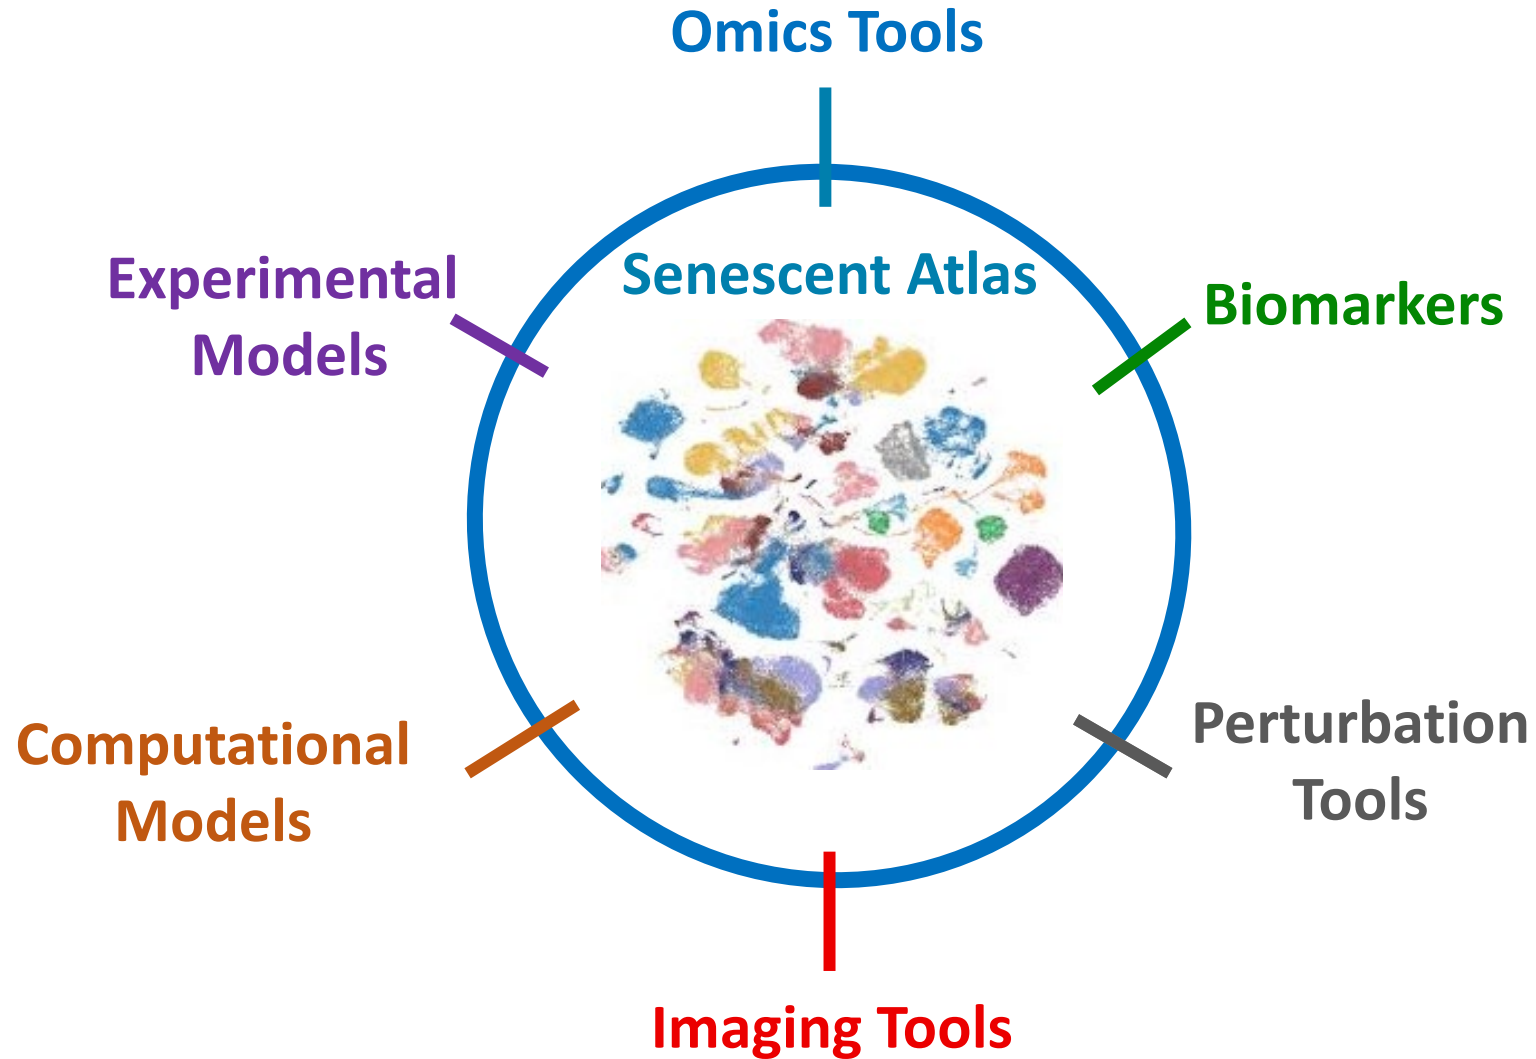 Omics Tools
Experimental
Models
Senescent Atlas
Biomarkers
Computational
Models
Perturbation
Tools
Imaging Tools